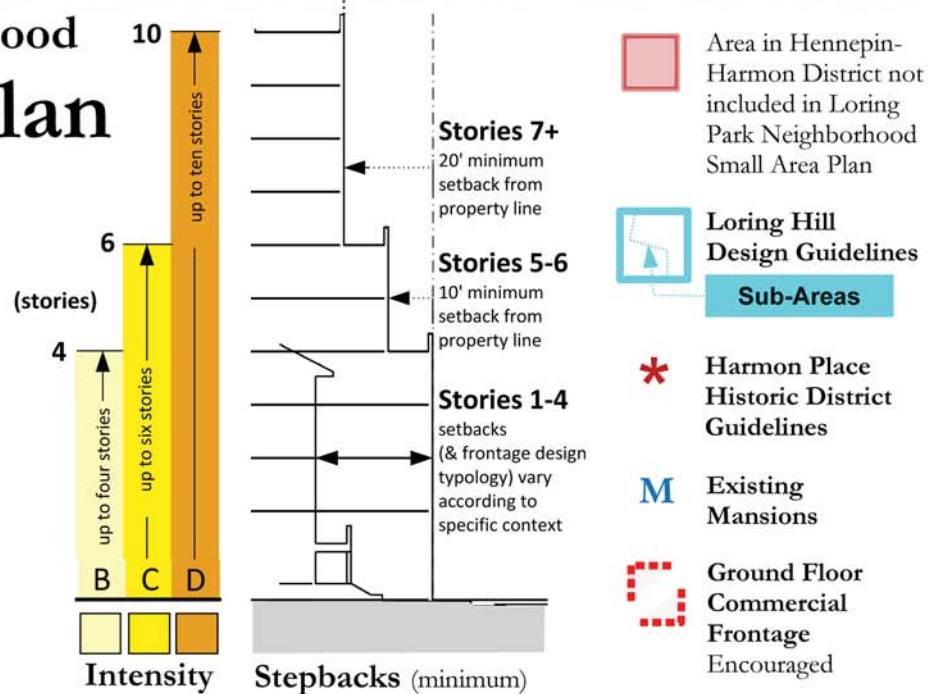 ood
lan
10
6
(stories)
4
up to four stories
up to six stories
up to ten stories
B
C
D
Intensity
Stories 7+
20' minimum
setback from
property line
Stories 5-6
10' minimum
setback from
property line
Stories 1-4
setbacks
(& frontage design
typology) vary
according to
specific context
Stepbacks (minimum)
Area in Hennepin-
Harmon District not
included in Loring
Park Neighborhood
Small Area Plan
Loring Hill
Design Guidelines
Sub-Areas
*
Harmon Place
Historic District
Guidelines
M
Existing
Mansions
Ground Floor
Commercial
Frontage
Encouraged